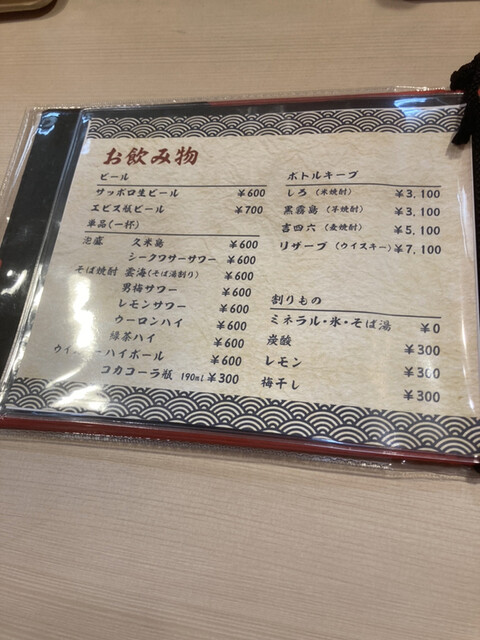 お飲み物
ビール
サッポロ生ビール ¥600
エビス瓶ビール ¥700
単品(一杯)
泡盛 久米島 ¥600
シークワサーサワー ¥600
そば焼酎 雲海(そば湯割り) ¥600
男梅サワー ¥600
レモンサワー ¥600
ウーロンハイ ¥600
緑茶ハイ ¥600
ハイボール ¥600
コカコーラ瓶 190ml ¥300
ボトルキープ
しろ (米焼酎) ¥3,100
黒霧島 (芋焼酎) ¥3,100
吉四六 (麦焼酎) ¥5,100
リザーブ (ウイスキー) ¥7,100
割りもの
ミネラル・氷・そば湯 ¥0
炭酸 ¥300
レモン ¥300
梅干し ¥300